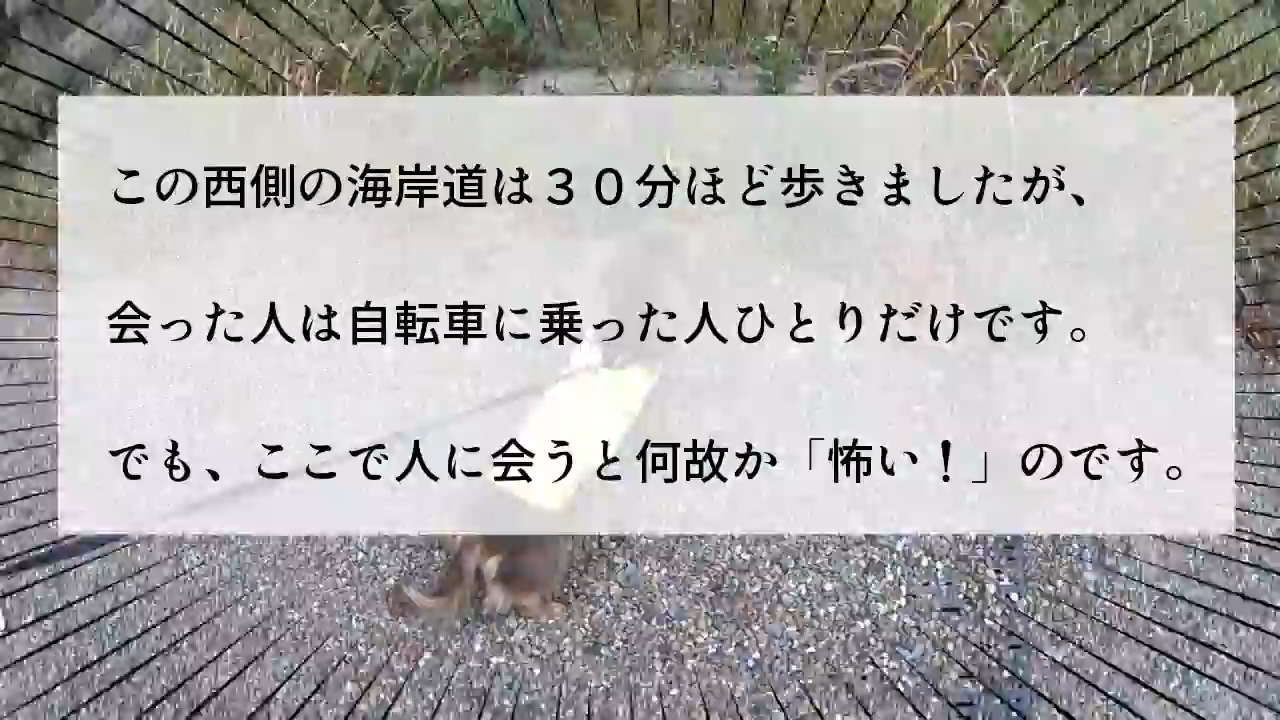 この西側の海岸道は３０分ほど歩きましたが、
会った人は自転車に乗った人ひとりだけです。
でも、ここで人に会うと何故か「怖い！」のです。